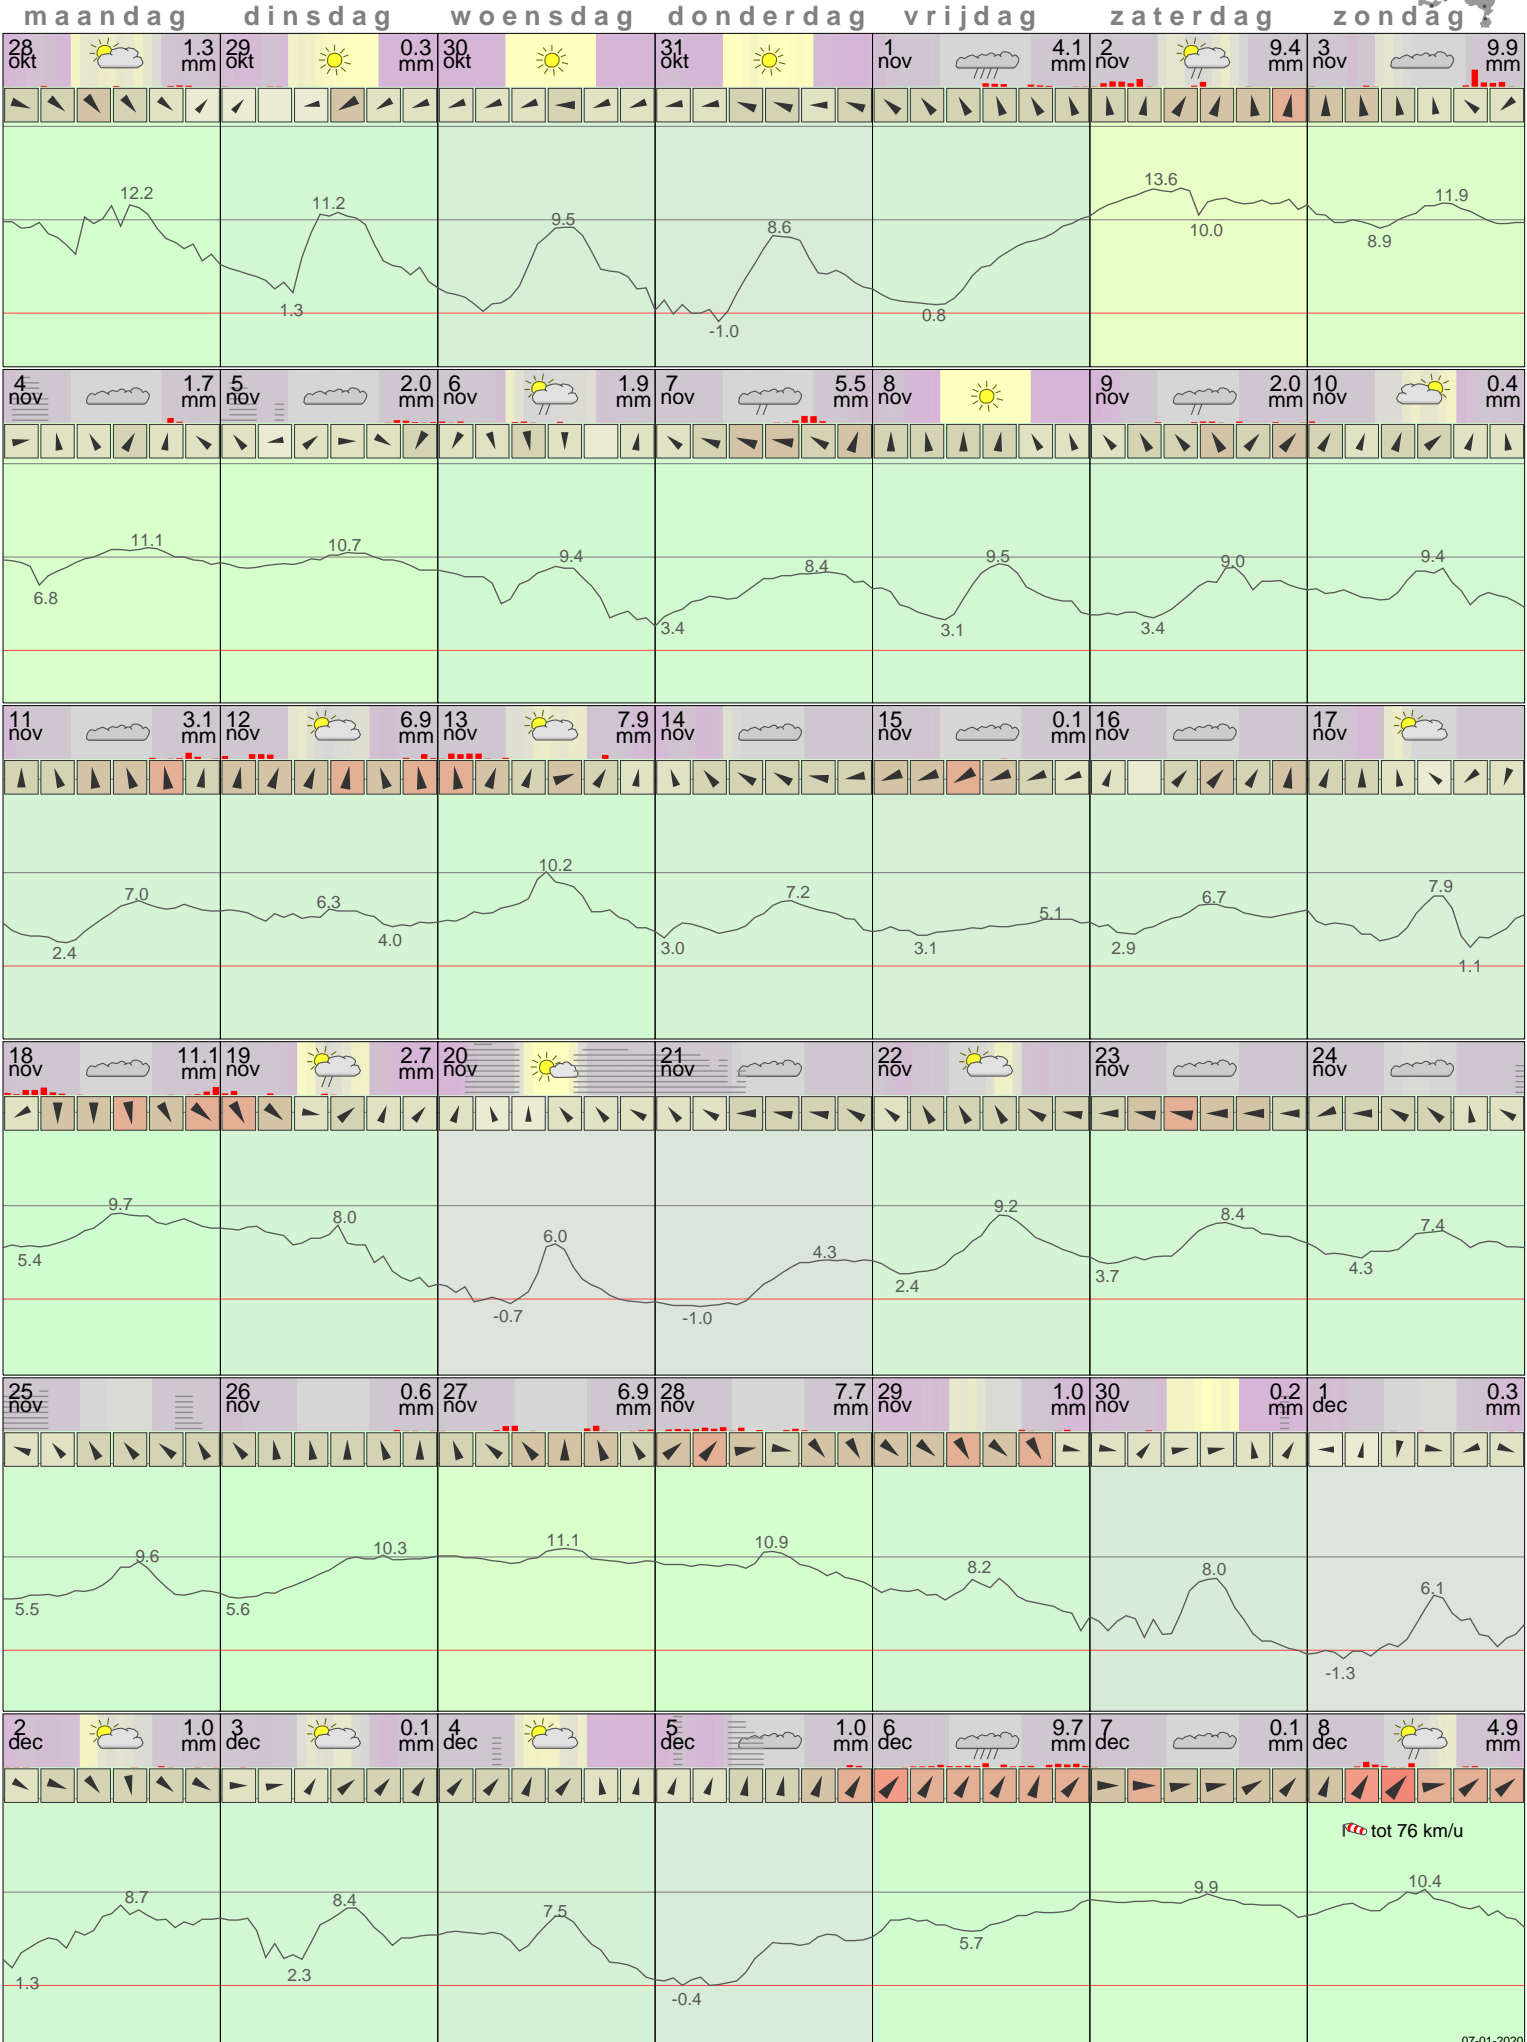 maandag dinsdag woensdag donderdag vrijdag zaterdag zondag
28 1.3 29 0.3 30 31 1 4.1 2 9.4 3 9.9
okt mm okt mm okt okt nov mm nov mm nov mm
13.6
12.2 11.2 11.9
9.5 8.6 10.0
8.9
1.3 -1.0 0.8
4 1.7 5 2.0 6 1.9 7 5.5 8 9 2.0 10 0.4
nov mm nov mm nov mm nov mm nov nov mm nov mm
11.1 10.7 9.4 8.4 9.5 9.0 9.4
6.8 3.4 3.1 3.4
11 3.1 12 6.9 13 7.9 14 15 0.1 16 17
nov mm nov mm nov mm nov nov mm nov nov
7.0 6.3 10.2 7.2 5.1 6.7 7.9
2.4 4.0 3.0 3.1 2.9 1.1
18 11.1 19 2.7 20 21 22 23 24
nov mm nov mm nov nov nov nov nov
9.7 8.0 6.0 4.3 9.2 8.4 7.4
5.4 -0.7 -1.0 2.4 3.7 4.3
25 26 0.6 27 6.9 28 7.7 29 1.0 30 0.2 1 0.3
nov nov mm nov mm nov mm nov mm nov mm dec mm
9.6 10.3 11.1 10.9 8.2 8.0 6.1
5.5 5.6 -1.3
2 1.0 3 0.1 4 5 1.0 6 9.7 7 0.1 8 4.9
dec mm dec mm dec dec mm dec mm dec mm dec mm
tot 76 km/u
8.7 8.4 7.5 9.9 10.4
1.3 2.3 -0.4 5.7
07-01-2020